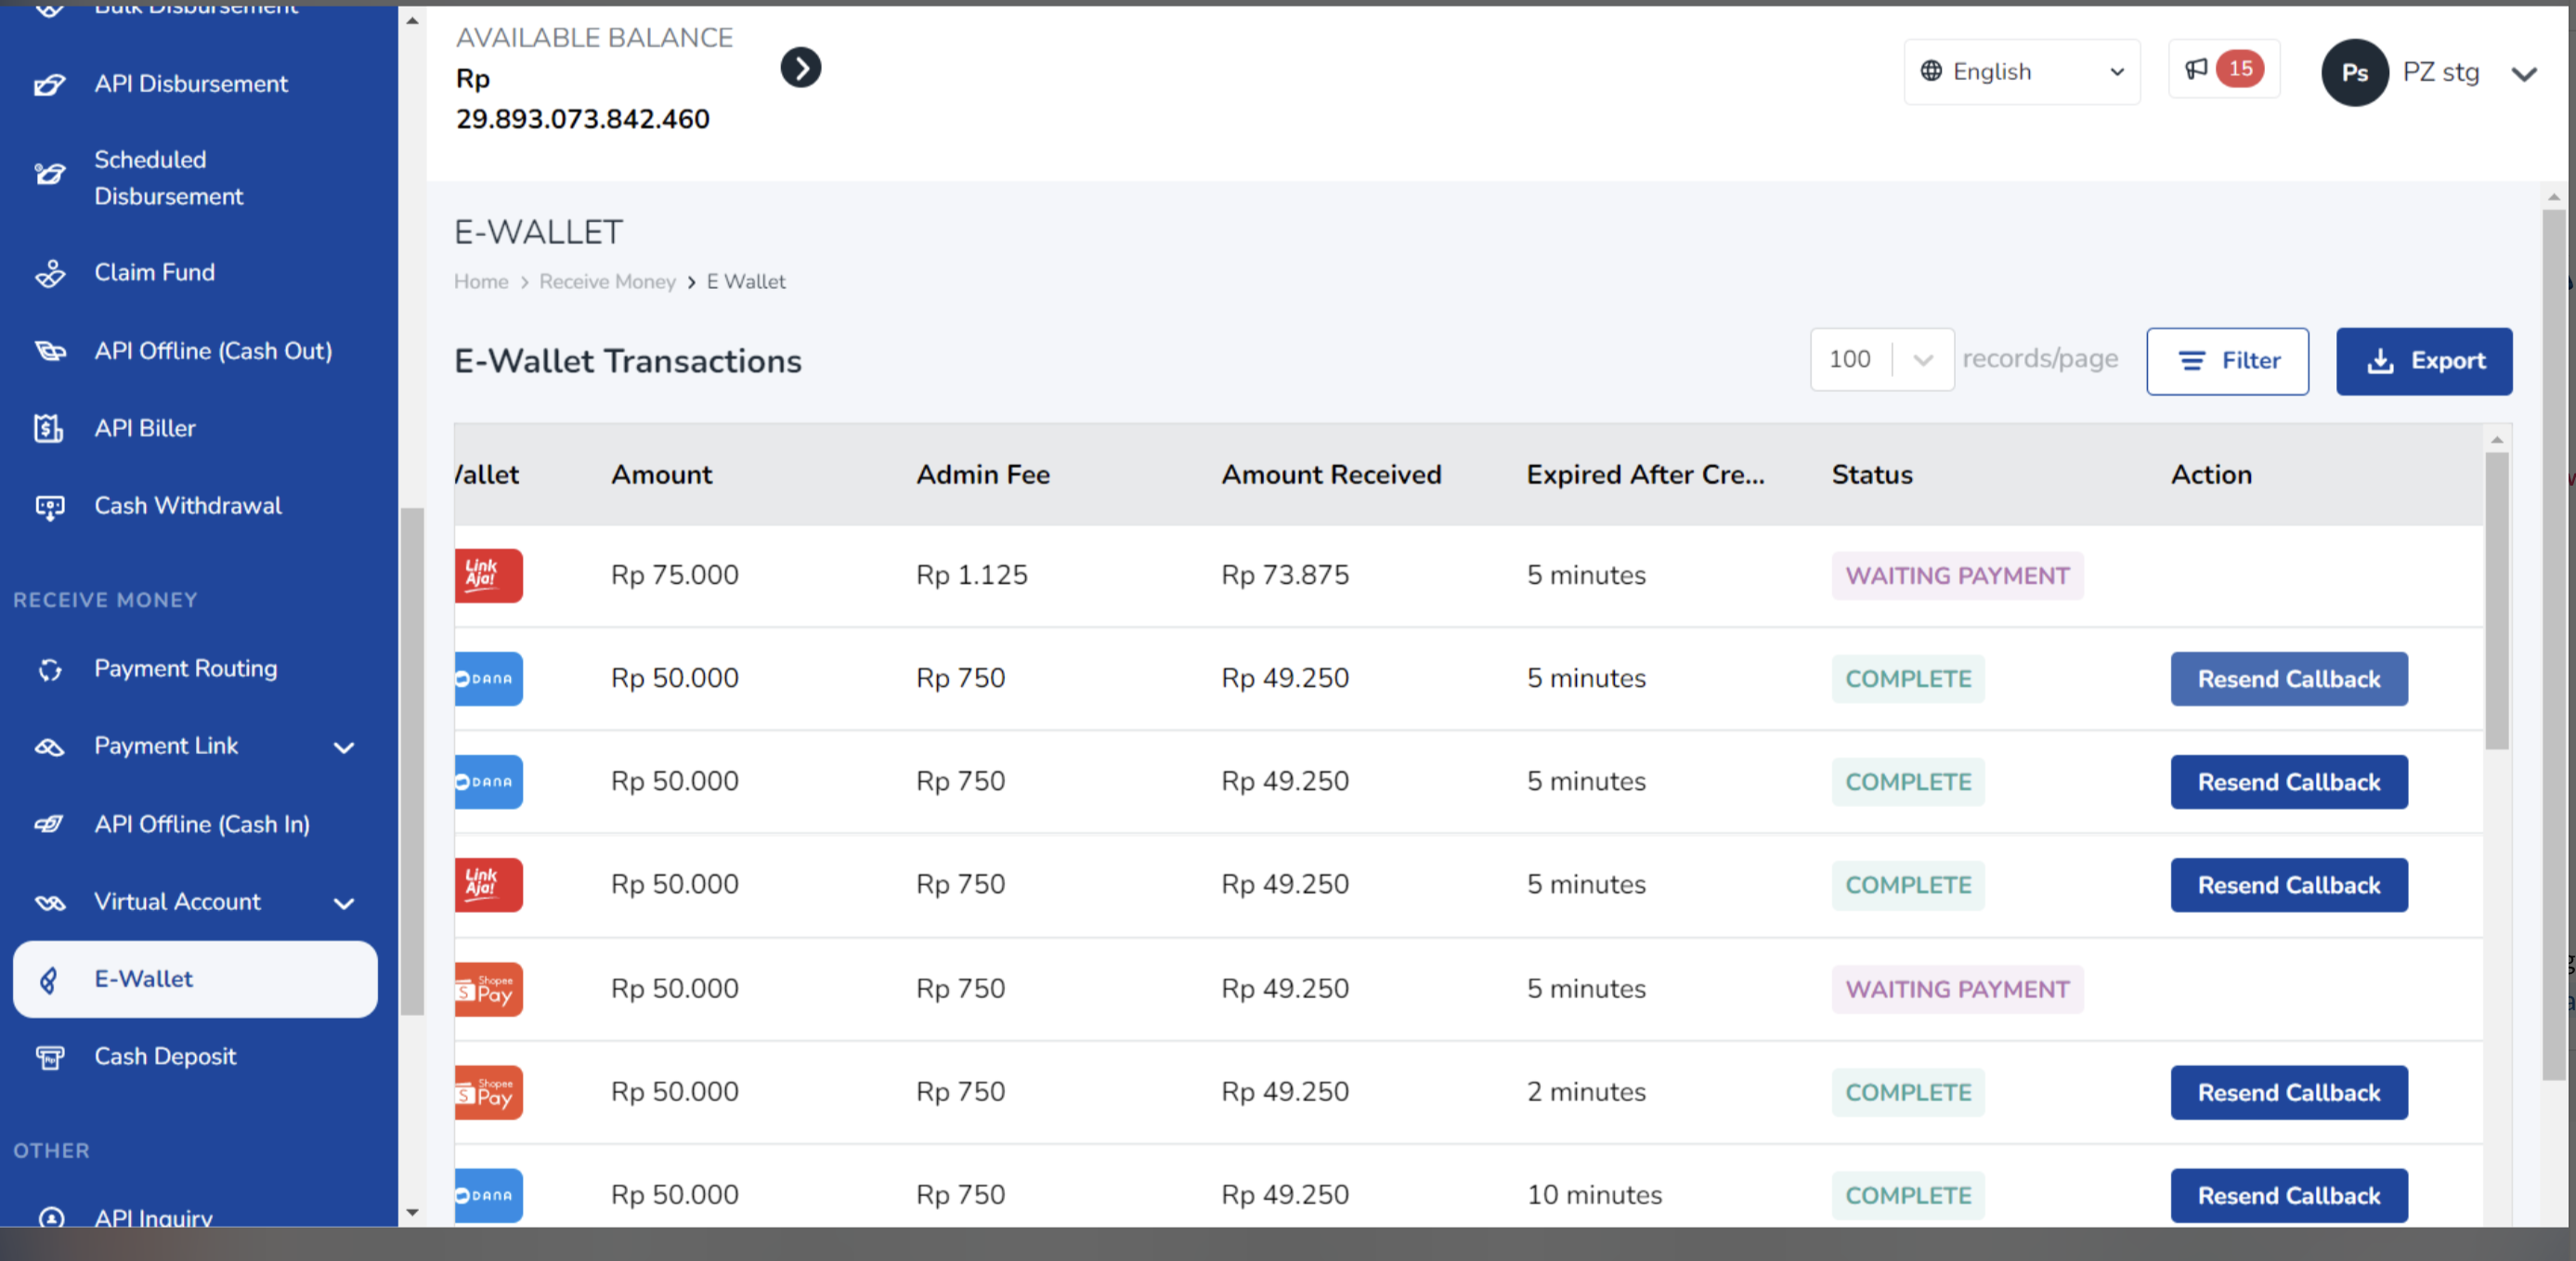 Bulk Disbursement
API Disbursement
Scheduled
Disbursement
Claim Fund
API Offline (Cash Out)
API Biller
Cash Withdrawal
RECEIVE MONEY
Payment Routing
Payment Link
API Offline (Cash In)
Virtual Account
E-Wallet
Cash Deposit
OTHER
API Inquiry
AVAILABLE BALANCE
Rp
29.893.073.842.460
English
15
Ps PZ stg
E-WALLET
Home > Receive Money > E Wallet
E-Wallet Transactions
100 records/page Filter Export
Vallet Amount Admin Fee Amount Received Expired After Cre... Status Action
Link Aja! Rp 75.000 Rp 1.125 Rp 73.875 5 minutes WAITING PAYMENT
DANA Rp 50.000 Rp 750 Rp 49.250 5 minutes COMPLETE Resend Callback
DANA Rp 50.000 Rp 750 Rp 49.250 5 minutes COMPLETE Resend Callback
Link Aja! Rp 50.000 Rp 750 Rp 49.250 5 minutes COMPLETE Resend Callback
Shopee Pay Rp 50.000 Rp 750 Rp 49.250 5 minutes WAITING PAYMENT
Shopee Pay Rp 50.000 Rp 750 Rp 49.250 2 minutes COMPLETE Resend Callback
DANA Rp 50.000 Rp 750 Rp 49.250 10 minutes COMPLETE Resend Callback